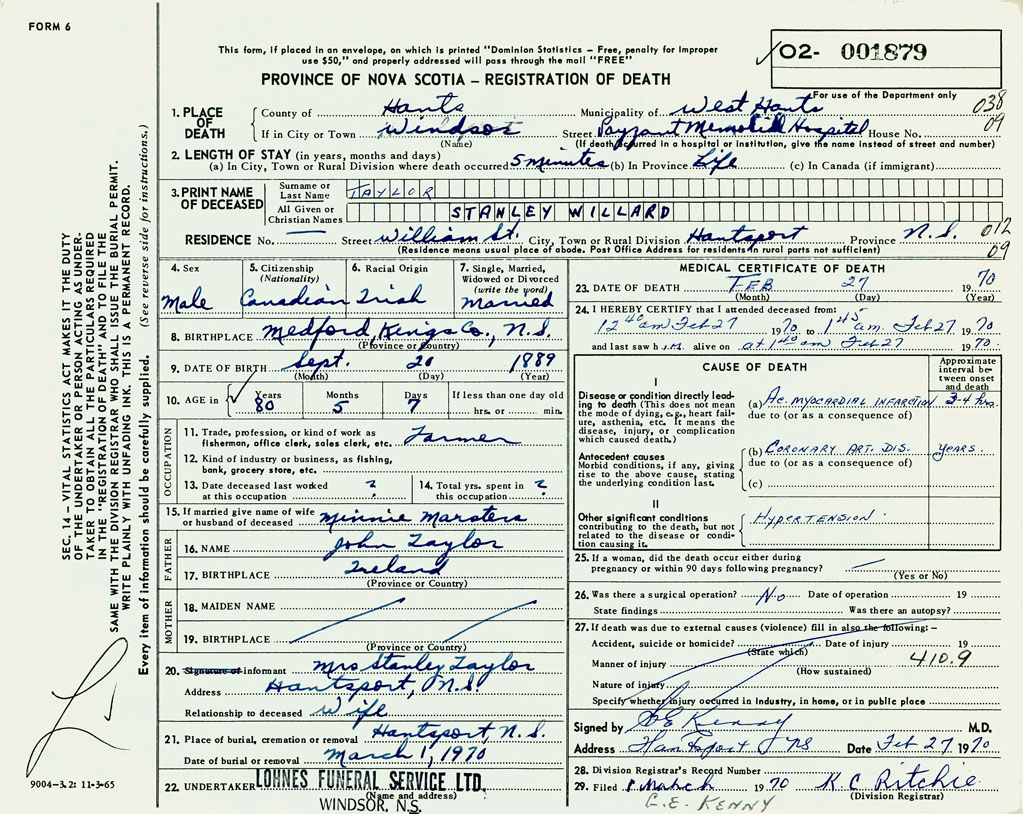 FORM 6
This form, if placed in an envelope, on which is printed "Dominion Statistics – Free, penalty for improper
use $50," and properly addressed will pass through the mail "FREE"
PROVINCE OF NOVA SCOTIA – REGISTRATION OF DEATH
02- 001879
For use of the Department only
038
09
1. PLACE OF DEATH
County of Hants Municipality of West Hants
If in City or Town Windsor Street Payzant Memorial Hospital House No.
(Name) (If death occurred in a hospital or institution, give the name instead of street and number)
2. LENGTH OF STAY (in years, months and days)
(a) In City, Town or Rural Division where death occurred 5 minutes (b) In Province Life (c) In Canada (if immigrant)
3. PRINT NAME OF DECEASED
Surname or Last Name TAYLOR
All Given or Christian Names STANLEY WILLARD
RESIDENCE No. Street William St. City, Town or Rural Division Hantsport Province N.S.
(Residence means usual place of abode. Post Office Address for residents in rural parts not sufficient)
012
09
4. Sex Male
5. Citizenship (Nationality) Canadian
6. Racial Origin Irish
7. Single, Married, Widowed or Divorced (write the word) Married
8. BIRTHPLACE Medford, Kings Co., N.S.
(Province or Country)
9. DATE OF BIRTH Sept. 20 1889
(Month) (Day) (Year)
10. AGE in Years 80 Months 5 Days 7 If less than one day old
hrs. or min.
OCCUPATION
11. Trade, profession, or kind of work as
fisherman, office clerk, sales clerk, etc. Farmer
12. Kind of industry or business, as fishing,
bank, grocery store, etc.
13. Date deceased last worked
at this occupation ?
14. Total yrs. spent in
this occupation ?
15. If married give name of wife
or husband of deceased Minnie Marsters
FATHER
16. NAME John Taylor
17. BIRTHPLACE Ireland
(Province or Country)
MOTHER
18. MAIDEN NAME
19. BIRTHPLACE
(Province or Country)
20. Signature of informant Mrs Stanley Taylor
Address Hantsport, N.S.
Relationship to deceased Wife
21. Place of burial, cremation or removal Hantsport N.S.
Date of burial or removal March 1, 1970
22. UNDERTAKER LOHNES FUNERAL SERVICE LTD.
(Name and address)
WINDSOR, N.S.
MEDICAL CERTIFICATE OF DEATH
23. DATE OF DEATH FEB 27 1970
(Month) (Day) (Year)
24. I HEREBY CERTIFY that I attended deceased from:
12 40 am Feb 27 1970 to 1 45 am Feb 27 1970
and last saw him alive on at 1 40 am Feb 27 1970
CAUSE OF DEATH
Approximate interval between onset and death
I
Disease or condition directly leading
to death (This does not mean
the mode of dying, e.g., heart failure,
asthenia, etc. It means the
disease, injury, or complication
which caused death.)
(a) Ac. MYOCARDIAL INFARCTION 3-4 hrs.
due to (or as a consequence of)
Antecedent causes
Morbid conditions, if any, giving
rise to the above cause, stating
the underlying condition last.
(b) CORONARY ART. DIS. YEARS.
due to (or as a consequence of)
(c)
II
Other significant conditions
contributing to the death, but not
related to the disease or condition
causing it.
HYPERTENSION
25. If a woman, did the death occur either during
pregnancy or within 90 days following pregnancy?
(Yes or No)
26. Was there a surgical operation? No Date of operation 19
State findings Was there an autopsy?
27. If death was due to external causes (violence) fill in also the following: –
Accident, suicide or homicide? Date of injury 19
(State which)
Manner of injury 410.9
(How sustained)
Nature of injury
Specify whether injury occurred in industry, in home, or in public place
Signed by G E Kenny M.D.
Address Hantsport NS Date Feb 27 1970
28. Division Registrar's Record Number
29. Filed 1 March 1970 K C Ritchie
(Division Registrar)
G. E. KENNY
SEC. 14 – VITAL STATISTICS ACT MAKES IT THE DUTY
OF THE UNDERTAKER OR PERSON ACTING AS UNDERTAKER
TO OBTAIN ALL THE PARTICULARS REQUIRED
IN THE "REGISTRATION OF DEATH" AND TO FILE THE
SAME WITH THE DIVISION REGISTRAR WHO SHALL ISSUE THE BURIAL PERMIT.
WRITE PLAINLY WITH UNFADING INK. THIS IS A PERMANENT RECORD.
Every item of information should be carefully supplied. (See reverse side for instructions.)
9004–3.2: 11-3-65